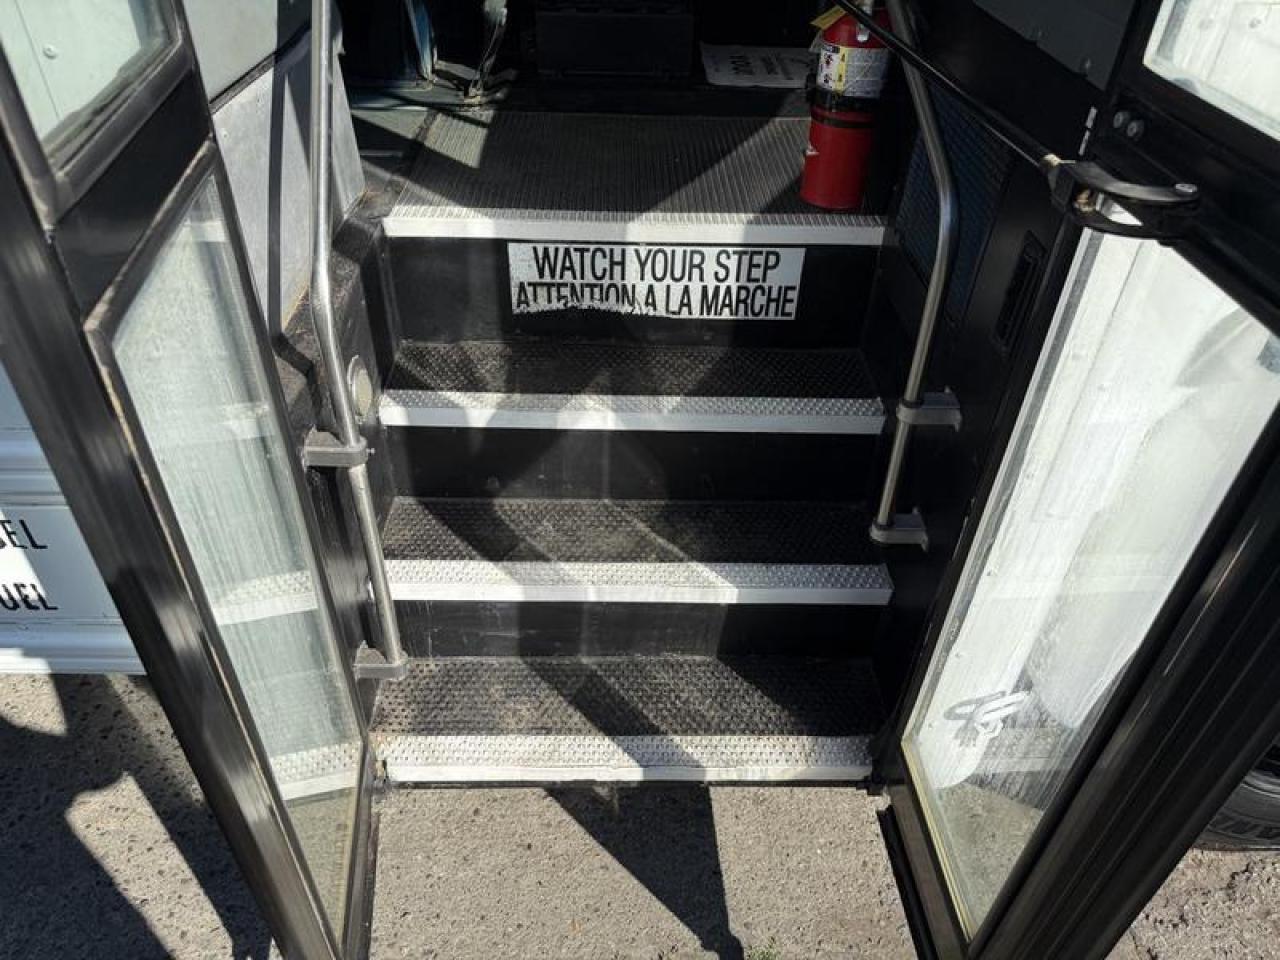 WATCH YOUR STEP
ATTENTION A LA MARCHE